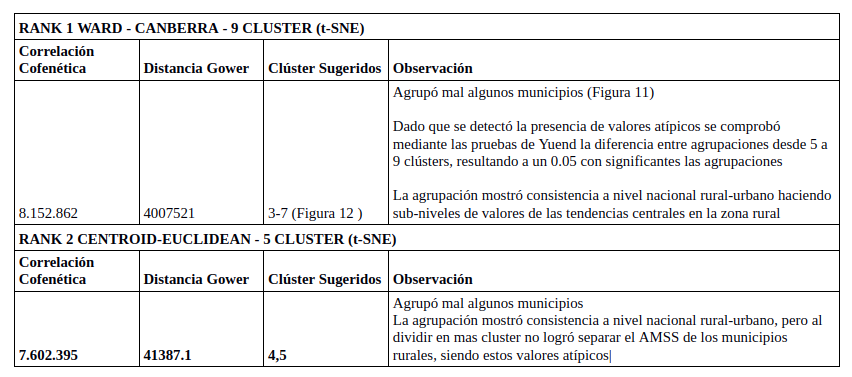 RANK 1 WARD - CANBERRA - 9 CLUSTER (t-SNE)
Correlación
Cofenética
Distancia Gower
Clúster Sugeridos
Observación
8.152.862
4007521
3-7 (Figura 12 )
Agrupó mal algunos municipios (Figura 11)
Dado que se detectó la presencia de valores atípicos se comprobó
mediante las pruebas de Yuend la diferencia entre agrupaciones desde 5 a
9 clústers, resultando a un 0.05 con significantes las agrupaciones
La agrupación mostró consistencia a nivel nacional rural-urbano haciendo
sub-niveles de valores de las tendencias centrales en la zona rural
RANK 2 CENTROID-EUCLIDEAN - 5 CLUSTER (t-SNE)
Correlación
Cofenética
Distancia Gower
Clúster Sugeridos
Observación
7.602.395
41387.1
4,5
Agrupó mal algunos municipios
La agrupación mostró consistencia a nivel nacional rural-urbano, pero al
dividir en mas cluster no logró separar el AMSS de los municipios
rurales, siendo estos valores atípicos